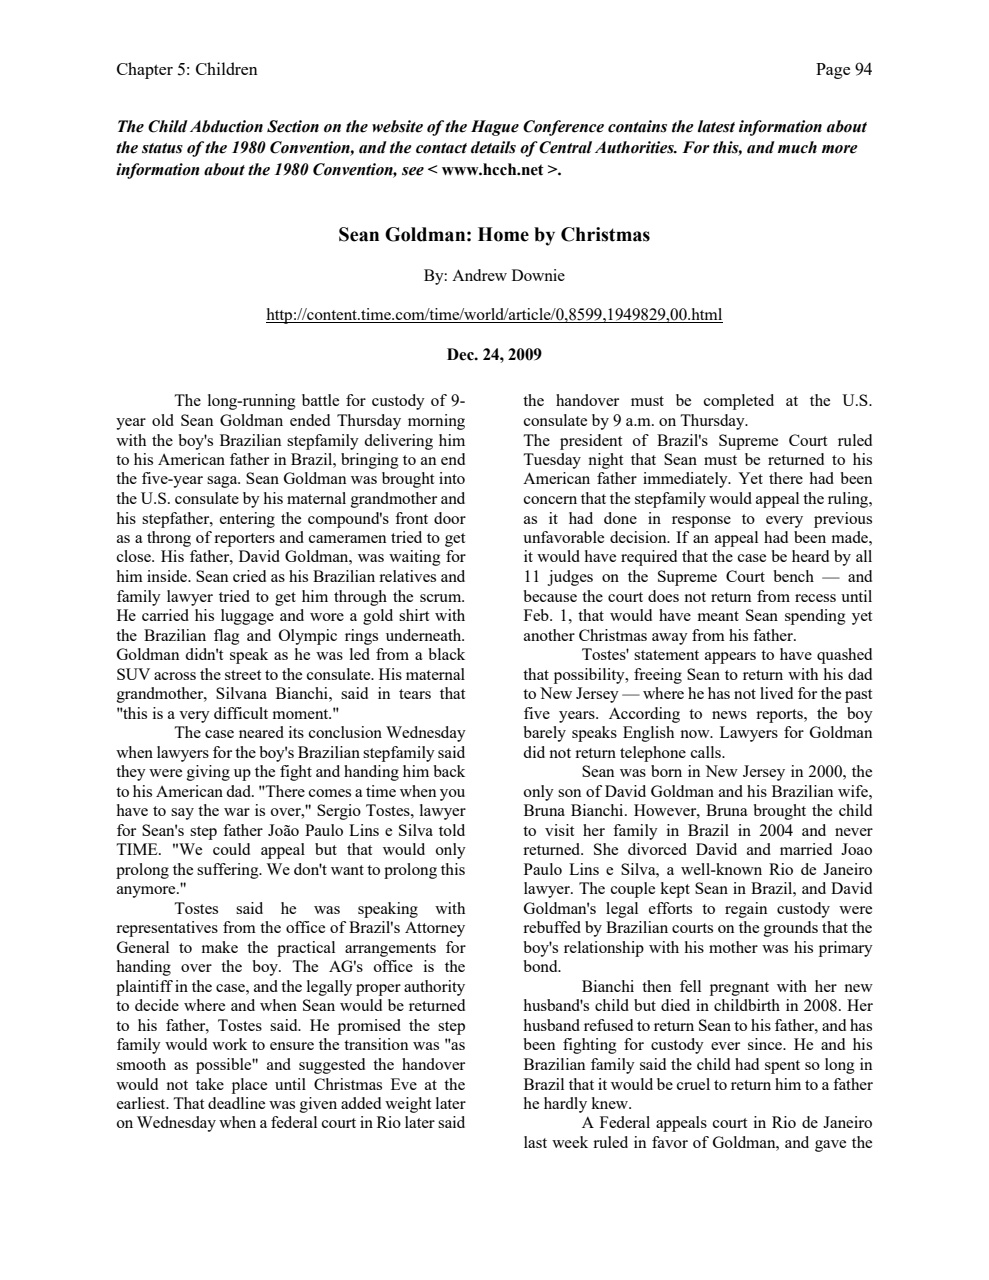 Chapter 5: Children
Page 94
The Child Abduction Section on the website of the Hague Conference contains the latest information about
the status of the 1980 Convention, and the contact details of Central Authorities. For this, and much more
information about the 1980 Convention, see < www.hcch.net >.
Sean Goldman: Home by Christmas
By: Andrew Downie
http://content.time.com/time/world/article/0,8599,1949829,00.html
Dec. 24, 2009
The long-running battle for custody of 9-
year old Sean Goldman ended Thursday morning
with the boy's Brazilian stepfamily delivering him
to his American father in Brazil, bringing to an end
the five-year saga. Sean Goldman was brought into
the U.S. consulate by his maternal grandmother and
his stepfather, entering the compound's front door
as a throng of reporters and cameramen tried to get
close. His father, David Goldman, was waiting for
him inside. Sean cried as his Brazilian relatives and
family lawyer tried to get him through the scrum.
He carried his luggage and wore a gold shirt with
the Brazilian flag and Olympic rings underneath.
Goldman didn't speak as he was led from a black
SUV across the street to the consulate. His maternal
grandmother, Silvana Bianchi, said in tears that
"this is a very difficult moment."
The case neared its conclusion Wednesday
when lawyers for the boy's Brazilian stepfamily said
they were giving up the fight and handing him back
to his American dad. "There comes a time when you
have to say the war is over," Sergio Tostes, lawyer
for Sean's step father João Paulo Lins e Silva told
TIME. "We could appeal but that would only
prolong the suffering. We don't want to prolong this
anymore."
Tostes said he was speaking with
representatives from the office of Brazil's Attorney
General to make the practical arrangements for
handing over the boy. The AG's office is the
plaintiff in the case, and the legally proper authority
to decide where and when Sean would be returned
to his father, Tostes said. He promised the step
family would work to ensure the transition was "as
smooth as possible" and suggested the handover
would not take place until Christmas Eve at the
earliest. That deadline was given added weight later
on Wednesday when a federal court in Rio later said
the handover must be completed at the U.S.
consulate by 9 a.m. on Thursday.
The president of Brazil's Supreme Court ruled
Tuesday night that Sean must be returned to his
American father immediately. Yet there had been
concern that the stepfamily would appeal the ruling,
as it had done in response to every previous
unfavorable decision. If an appeal had been made,
it would have required that the case be heard by all
11 judges on the Supreme Court bench — and
because the court does not return from recess until
Feb. 1, that would have meant Sean spending yet
another Christmas away from his father.
Tostes' statement appears to have quashed
that possibility, freeing Sean to return with his dad
to New Jersey — where he has not lived for the past
five years. According to news reports, the boy
barely speaks English now. Lawyers for Goldman
did not return telephone calls.
Sean was born in New Jersey in 2000, the
only son of David Goldman and his Brazilian wife,
Bruna Bianchi. However, Bruna brought the child
to visit her family in Brazil in 2004 and never
returned. She divorced David and married Joao
Paulo Lins e Silva, a well-known Rio de Janeiro
lawyer. The couple kept Sean in Brazil, and David
Goldman's legal efforts to regain custody were
rebuffed by Brazilian courts on the grounds that the
boy's relationship with his mother was his primary
bond.
Bianchi then fell pregnant with her new
husband's child but died in childbirth in 2008. Her
husband refused to return Sean to his father, and has
been fighting for custody ever since. He and his
Brazilian family said the child had spent so long in
Brazil that it would be cruel to return him to a father
he hardly knew.
A Federal appeals court in Rio de Janeiro
last week ruled in favor of Goldman, and gave the